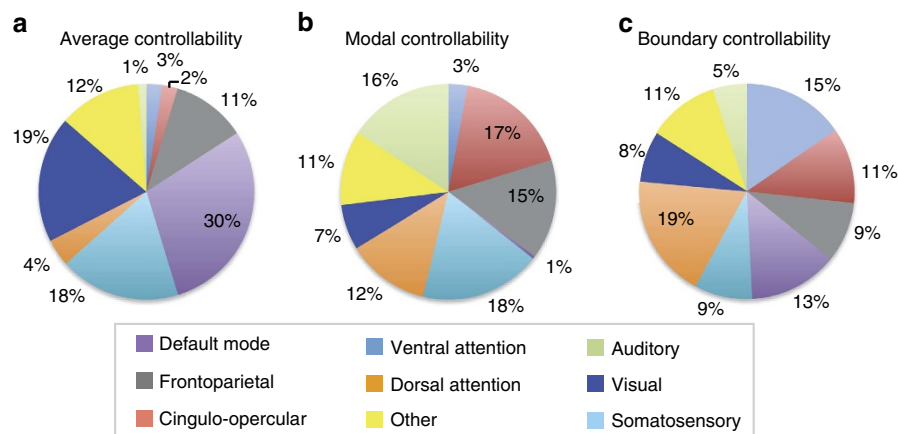 a
Average controllability
1%
3%
2%
12%
11%
19%
30%
4%
18%
b
Modal controllability
3%
16%
17%
11%
15%
7%
1%
12%
18%
c
Boundary controllability
5%
15%
11%
8%
11%
19%
9%
9%
13%
Default mode
Ventral attention
Auditory
Frontoparietal
Dorsal attention
Visual
Cingulo-opercular
Other
Somatosensory